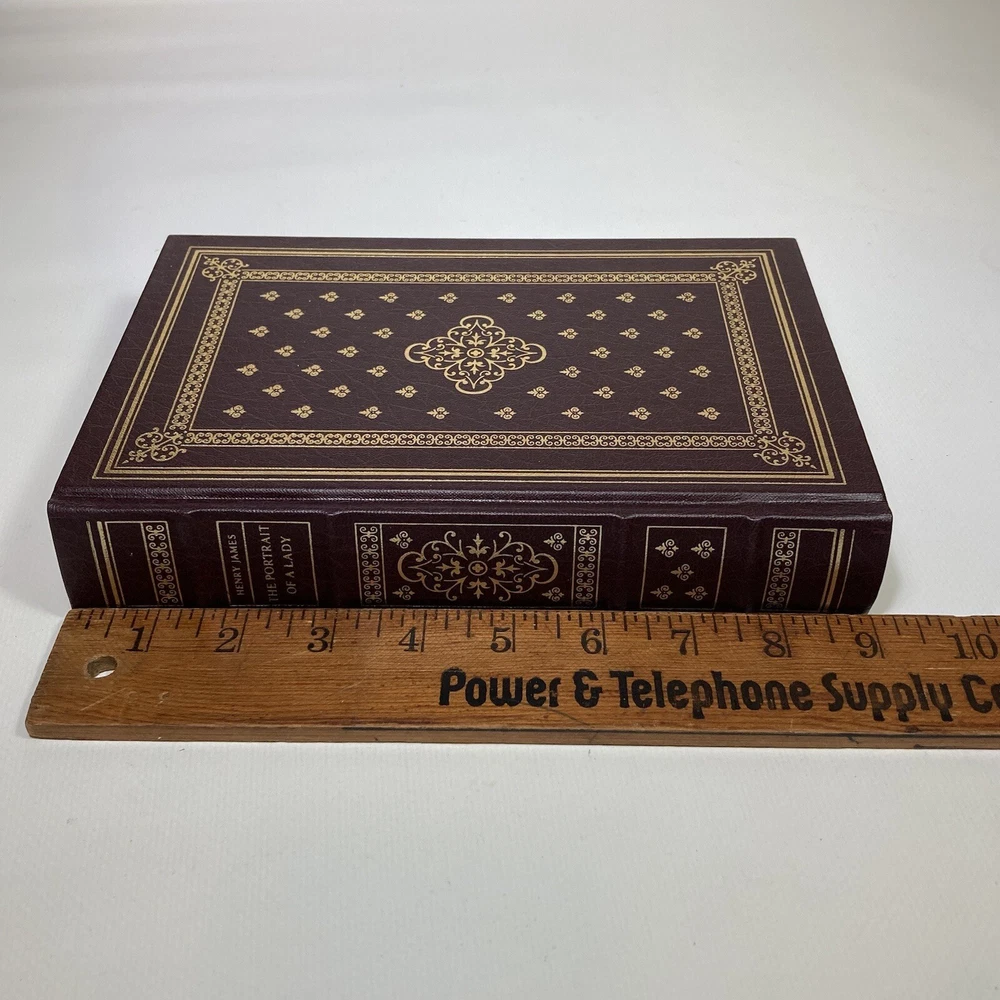 HENRY JAMES
THE PORTRAIT
OF A LADY
1 2 3 4 5 6 7 8 9 10
Power & Telephone Supply Co